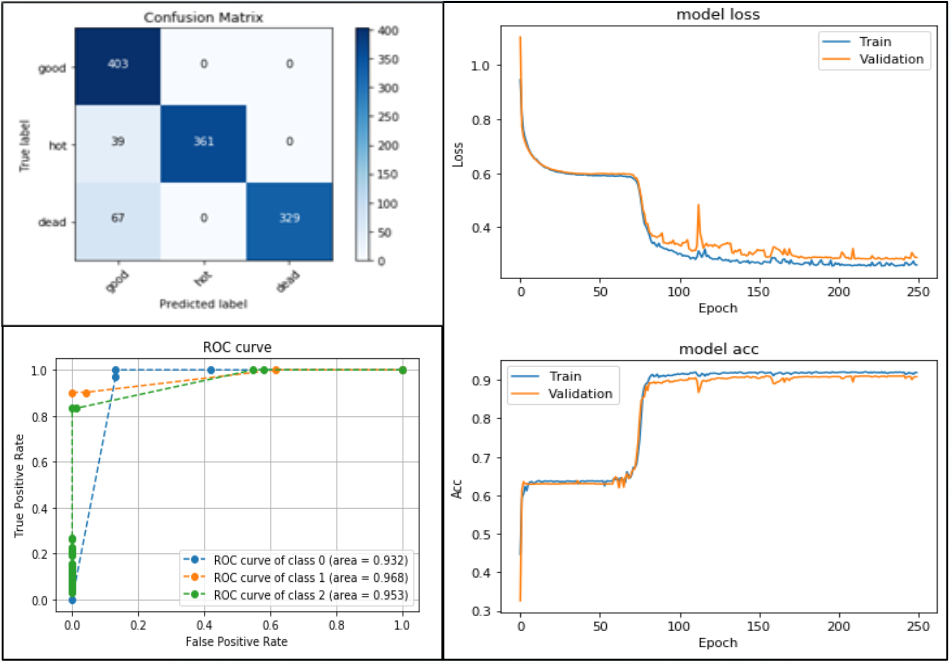 Confusion Matrix
good
hot
dead
True label
403 0 0
39 361 0
67 0 329
good hot dead
Predicted label
400
350
300
250
200
150
100
50
0
model loss
Train
Validation
Loss
1.0
0.8
0.6
0.4
0 50 100 150 200 250
Epoch
ROC curve
True Positive Rate
1.0
0.8
0.6
0.4
0.2
0.0
ROC curve of class 0 (area = 0.932)
ROC curve of class 1 (area = 0.968)
ROC curve of class 2 (area = 0.953)
0.0 0.2 0.4 0.6 0.8 1.0
False Positive Rate
model acc
Train
Validation
Acc
0.9
0.8
0.7
0.6
0.5
0.4
0.3
0 50 100 150 200 250
Epoch